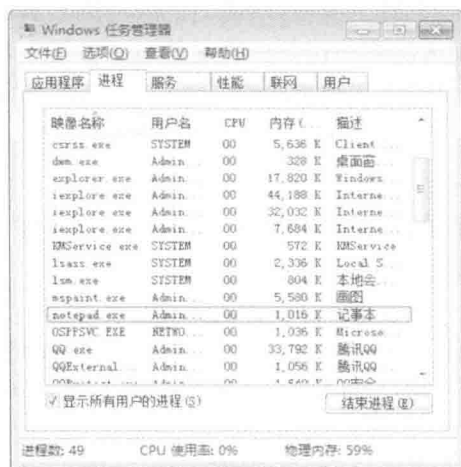 Windows 任务管理器
文件(F) 选项(O) 查看(V) 帮助(H)
应用程序 进程 服务 性能 联网 用户
映像名称 用户名 CPU 内存(... 描述
csrss.exe SYSTEM 00 5,636 K Client...
dwm.exe Admin... 00 328 K 桌面窗...
explorer.exe Admin... 00 17,820 K Windows...
iexplore.exe Admin... 00 44,188 K Interne...
iexplore.exe Admin... 00 32,032 K Interne...
iexplore.exe Admin... 00 7,684 K Interne...
KMService.exe SYSTEM 00 572 K KMService
lsass.exe SYSTEM 00 2,336 K Local S...
lsm.exe SYSTEM 00 804 K 本地会...
mspaint.exe Admin... 00 5,580 K 画图
notepad.exe Admin... 00 1,016 K 记事本
OSPPSVC.EXE NETWO... 00 1,036 K Microso...
QQ.exe Admin... 00 33,792 K 腾讯QQ
QQExternal... Admin... 00 1,056 K 腾讯QQ
显示所有用户的进程(S) 结束进程(E)
进程数: 49 CPU 使用率: 0% 物理内存: 59%